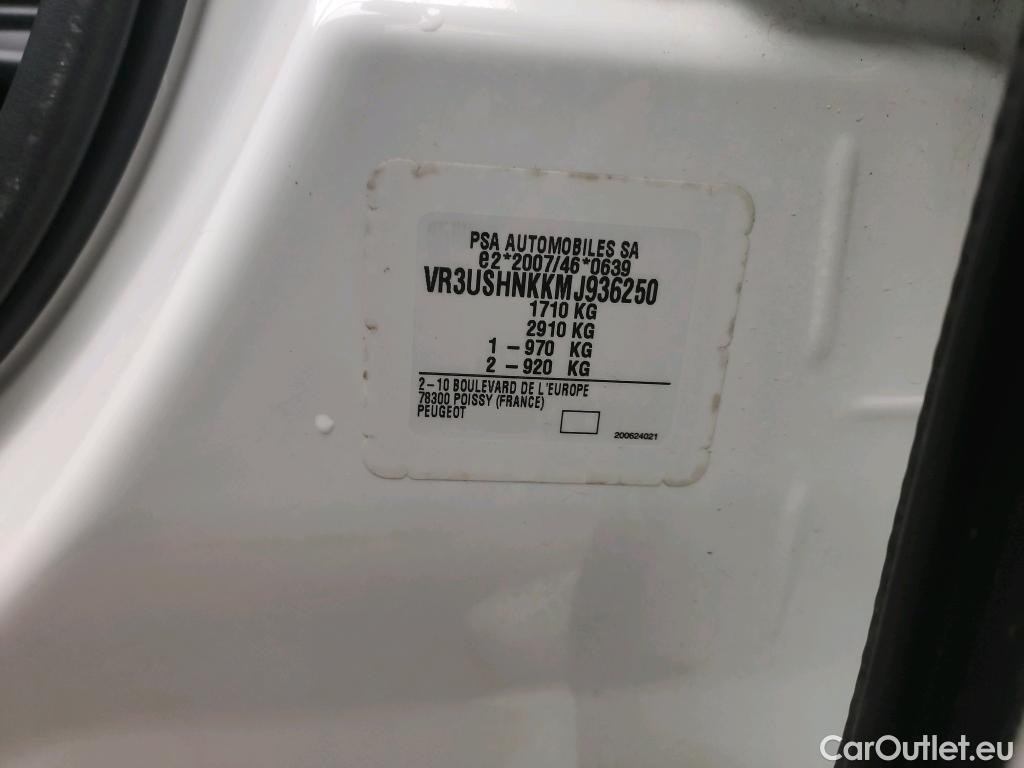 PSA AUTOMOBILES SA
e2*2007/46*0639
VR3USHNKKMJ936250
1710 KG
2910 KG
1 - 970 KG
2 - 920 KG
2-10 BOULEVARD DE L'EUROPE
78300 POISSY (FRANCE)
PEUGEOT
200624021
CarOutlet.eu